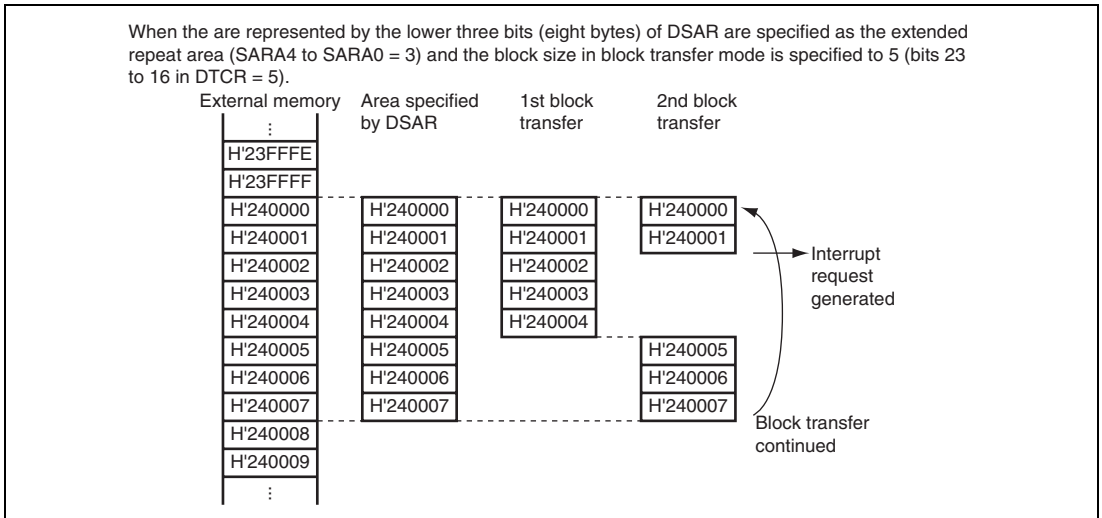 When the are represented by the lower three bits (eight bytes) of DSAR are specified as the extended
repeat area (SARA4 to SARA0 = 3) and the block size in block transfer mode is specified to 5 (bits 23
to 16 in DTCR = 5).
External memory
Area specified
by DSAR
1st block
transfer
2nd block
transfer
⋮
H'23FFFE
H'23FFFF
H'240000 H'240000 H'240000 H'240000
H'240001 H'240001 H'240001 H'240001
H'240002 H'240002 H'240002
H'240003 H'240003 H'240003
H'240004 H'240004 H'240004
H'240005 H'240005 H'240005
H'240006 H'240006 H'240006
H'240007 H'240007 H'240007
H'240008
H'240009
⋮
Interrupt
request
generated
Block transfer
continued